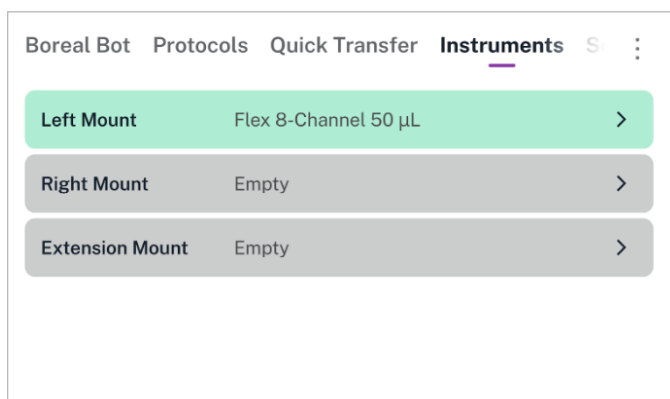 Boreal Bot Protocols Quick Transfer Instruments
Left Mount Flex 8-Channel 50 µL
Right Mount Empty
Extension Mount Empty